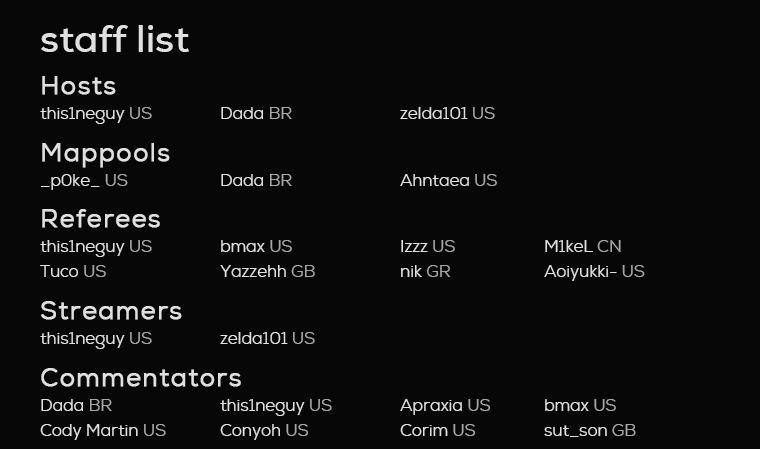 staff list
Hosts
this1neguy US Dada BR zelda101 US
Mappools
_p0ke_ US Dada BR Ahntaea US
Referees
this1neguy US bmax US Izzz US M1keL CN
Tuco US Yazzehh GB nik GR Aoiyukki- US
Streamers
this1neguy US zelda101 US
Commentators
Dada BR this1neguy US Apraxia US bmax US
Cody Martin US Conyoh US Corim US sut_son GB